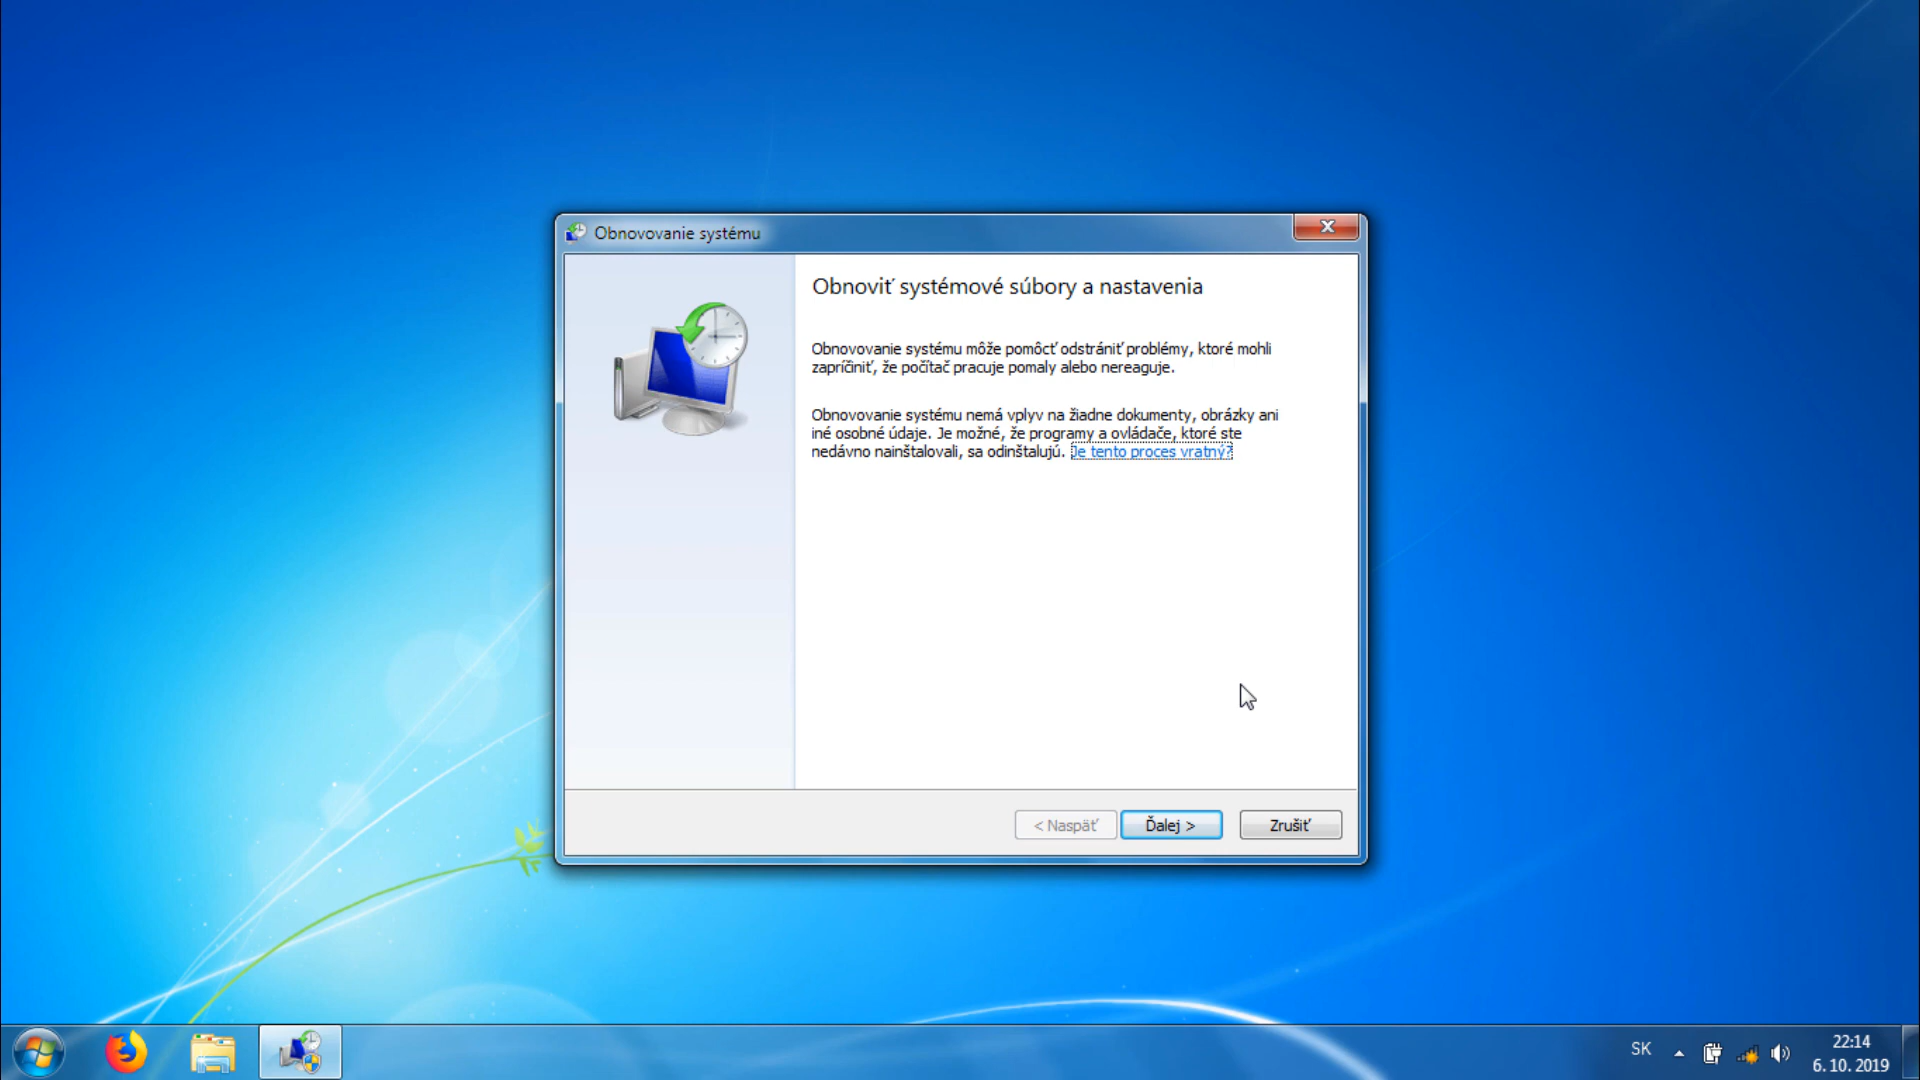 Obnovovanie systému
Obnoviť systémové súbory a nastavenia
Obnovovanie systému môže pomôcť odstrániť problémy, ktoré mohli
zapríčiniť, že počítač pracuje pomaly alebo nereaguje.
Obnovovanie systému nemá vplyv na žiadne dokumenty, obrázky ani
iné osobné údaje. Je možné, že programy a ovládače, ktoré ste
nedávno nainštalovali, sa odinštalujú. Je tento proces vratný?
< Naspäť
Ďalej >
Zrušiť
SK
22:14
6. 10. 2019